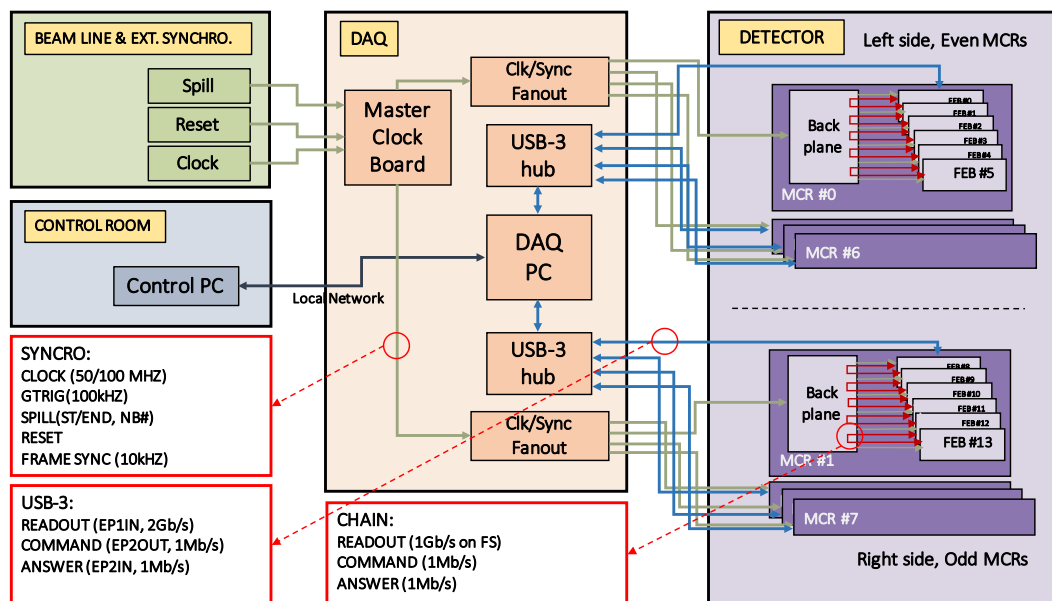 BEAM LINE & EXT. SYNCHRO.
Spill
Reset
Clock
CONTROL ROOM
Control PC
Local Network
DAQ
Master
Clock
Board
Clk/Sync
Fanout
USB-3
hub
DAQ
PC
USB-3
hub
Clk/Sync
Fanout
DETECTOR
Left side, Even MCRs
Back
plane
FEB#0
FEB#1
FEB#2
FEB#3
FEB#4
FEB #5
MCR #0
MCR #6
Back
plane
FEB#8
FEB#9
FEB#10
FEB#11
FEB#12
FEB #13
MCR #1
MCR #7
Right side, Odd MCRs
SYNCRO:
CLOCK (50/100 MHZ)
GTRIG(100kHZ)
SPILL(ST/END, NB#)
RESET
FRAME SYNC (10kHZ)
USB-3:
READOUT (EP1IN, 2Gb/s)
COMMAND (EP2OUT, 1Mb/s)
ANSWER (EP2IN, 1Mb/s)
CHAIN:
READOUT (1Gb/s on FS)
COMMAND (1Mb/s)
ANSWER (1Mb/s)